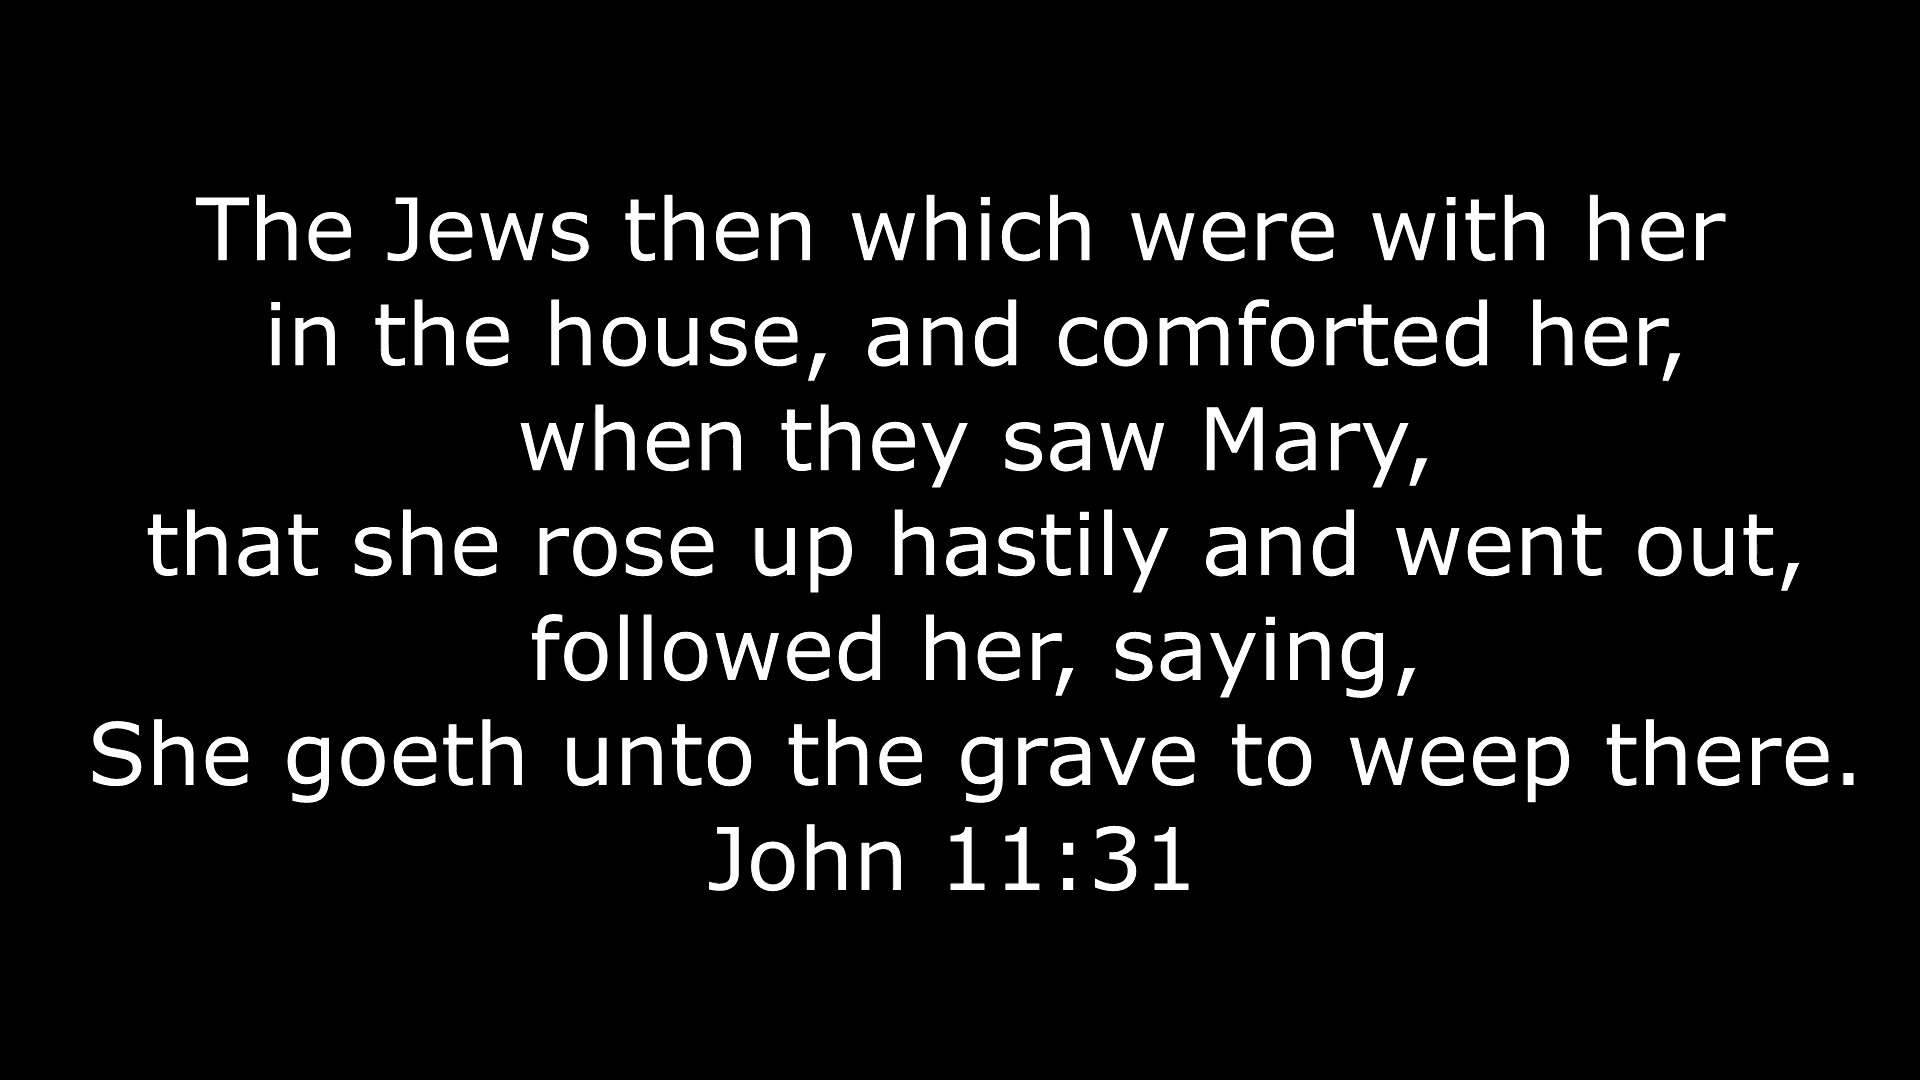 The Jews then which were with her
in the house, and comforted her,
when they saw Mary,
that she rose up hastily and went out,
followed her, saying,
She goeth unto the grave to weep there.
John 11:31